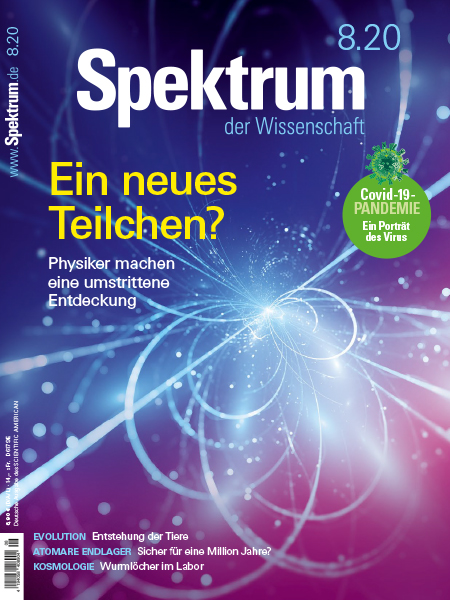 8.20
Spektrum
der Wissenschaft
www.Spektrum.de 8.20
Ein neues
Teilchen?
Physiker machen
eine umstrittene
Entdeckung
Covid-19-
PANDEMIE
Ein Porträt
des Virus
Deutsche Ausgabe des SCIENTIFIC AMERICAN
EVOLUTION Entstehung der Tiere
ATOMARE ENDLAGER Sicher für eine Million Jahre?
KOSMOLOGIE Wurmlöcher im Labor